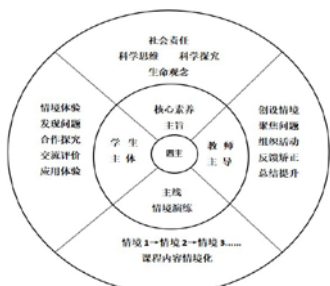 社会责任
科学思维 科学探究
生命观念
情境体验
发现问题
合作探究
交流评价
应用体验
核心素养
主旨
学生
主体
四主
教师
主导
主线
情境演练
创设情境
聚焦问题
组织活动
反馈矫正
总结提升
情境1→情境2→情境3......
课程内容情境化